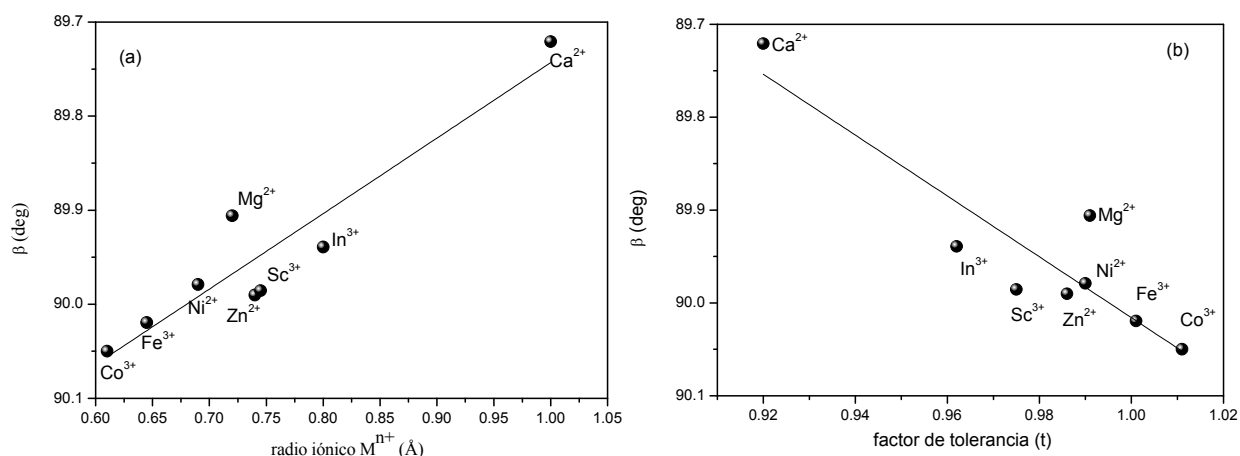 (a)
89.7
89.8
89.9
90.0
90.1
β (deg)
Ca²⁺
Mg²⁺
In³⁺
Sc³⁺
Ni²⁺
Zn²⁺
Fe³⁺
Co³⁺
0.60 0.65 0.70 0.75 0.80 0.85 0.90 0.95 1.00 1.05
radio iónico Mⁿ⁺ (Å)
(b)
89.7
89.8
89.9
90.0
90.1
β (deg)
Ca²⁺
Mg²⁺
In³⁺
Ni²⁺
Sc³⁺
Zn²⁺
Fe³⁺
Co³⁺
0.92 0.94 0.96 0.98 1.00 1.02
factor de tolerancia (t)